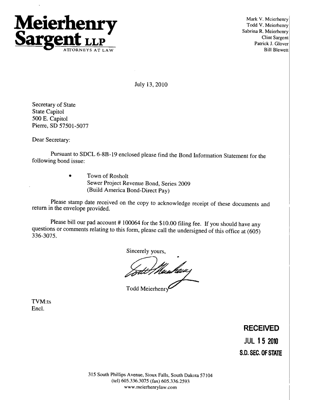 Meierhenry
Sargent LLP
ATTORNEYS AT LAW
Mark V. Meierhenry
Todd V. Meierhenry
Sabrina R. Meierhenry
Clint Sargent
Patrick J. Glover
Bill Blewett
July 13, 2010
Secretary of State
State Capitol
500 E. Capitol
Pierre, SD 57501-5077
Dear Secretary:
Pursuant to SDCL 6-8B-19 enclosed please find the Bond Information Statement for the
following bond issue:
• Town of Rosholt
Sewer Project Revenue Bond, Series 2009
(Build America Bond-Direct Pay)
Please stamp date received on the copy to acknowledge receipt of these documents and
return in the envelope provided.
Please bill our pad account # 100064 for the $10.00 filing fee. If you should have any
questions or comments relating to this form, please call the undersigned of this office at (605)
336-3075.
Sincerely yours,
Todd Meierhenry
Todd Meierhenry
TVM:ts
Encl.
RECEIVED
JUL 15 2010
S.D. SEC. OF STATE
315 South Phillips Avenue, Sioux Falls, South Dakota 57104
(tel) 605.336.3075 (fax) 605.336.2593
www.meierhenrylaw.com